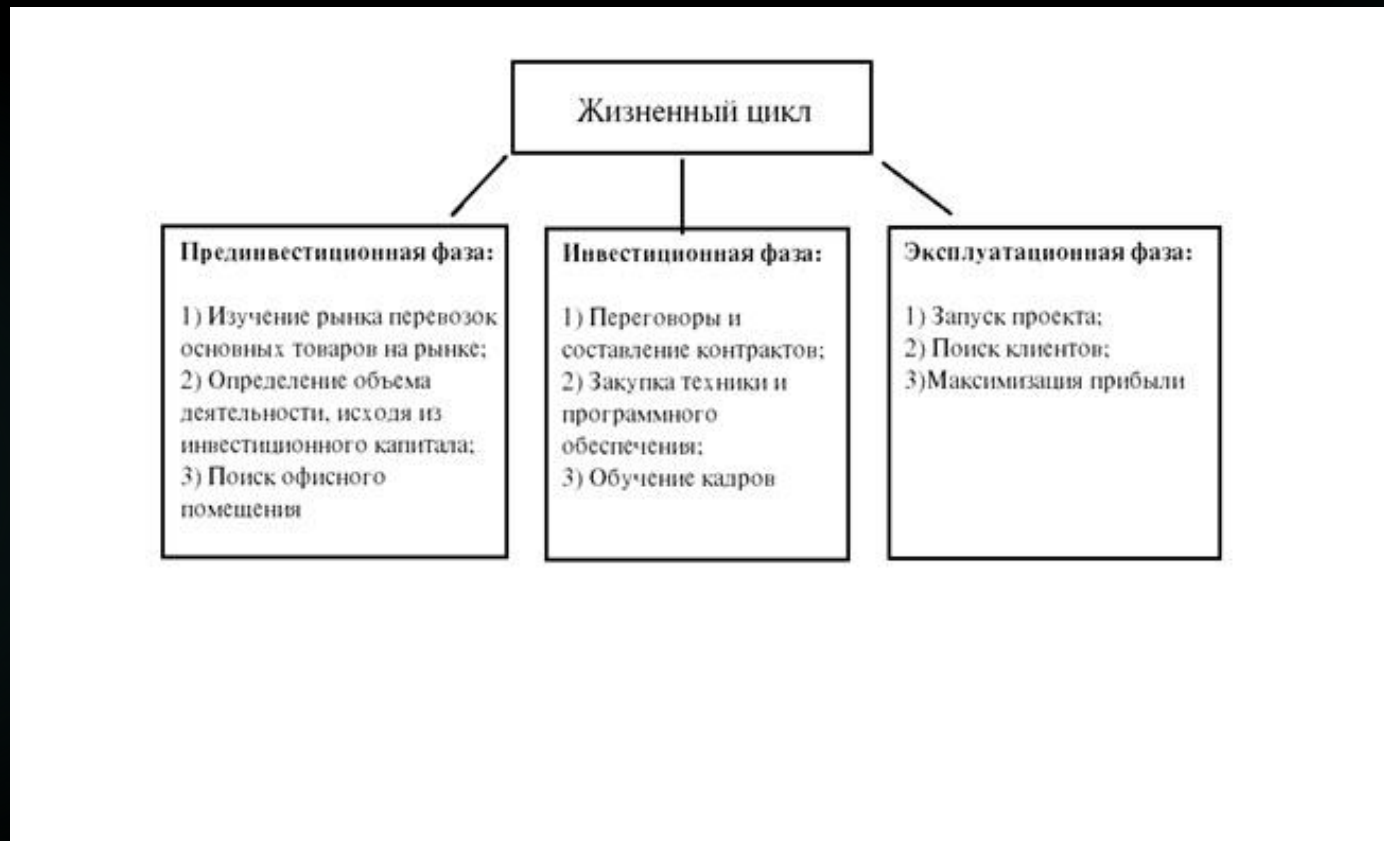 Жизненный цикл
Прединвестиционная фаза:
1) Изучение рынка перевозок
основных товаров на рынке;
2) Определение объема
деятельности, исходя из
инвестиционного капитала;
3) Поиск офисного
помещения
Инвестиционная фаза:
1) Переговоры и
составление контрактов;
2) Закупка техники и
программного
обеспечения;
3) Обучение кадров
Эксплуатационная фаза:
1) Запуск проекта;
2) Поиск клиентов;
3)Максимизация прибыли